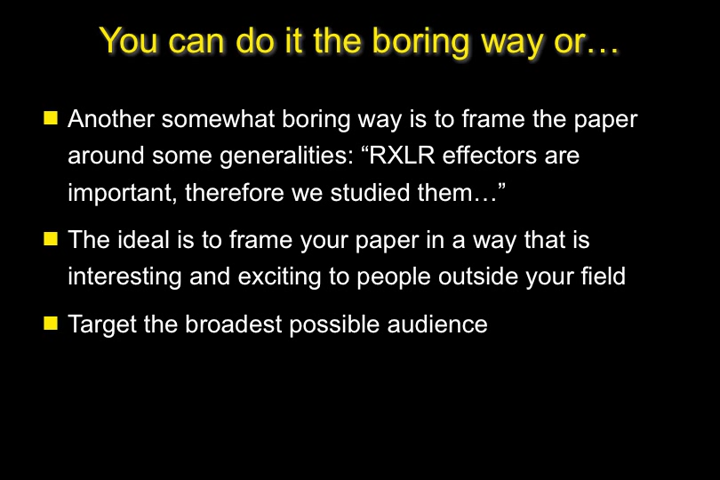 You can do it the boring way or…
Another somewhat boring way is to frame the paper
around some generalities: “RXLR effectors are
important, therefore we studied them…”
The ideal is to frame your paper in a way that is
interesting and exciting to people outside your field
Target the broadest possible audience